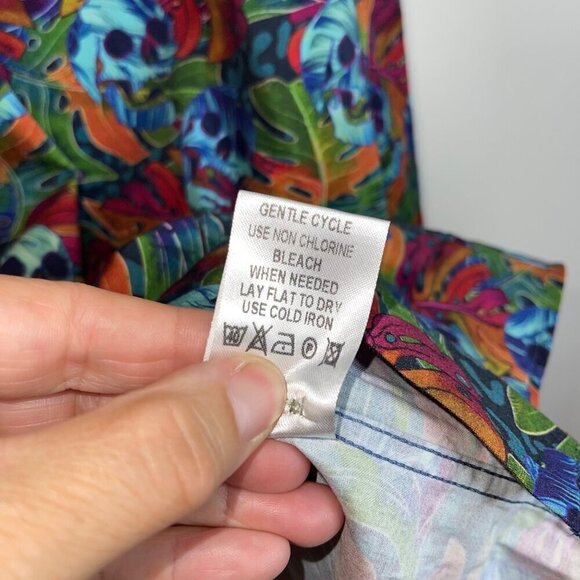 GENTLE CYCLE
USE NON CHLORINE
BLEACH
WHEN NEEDED
LAY FLAT TO DRY
USE COLD IRON